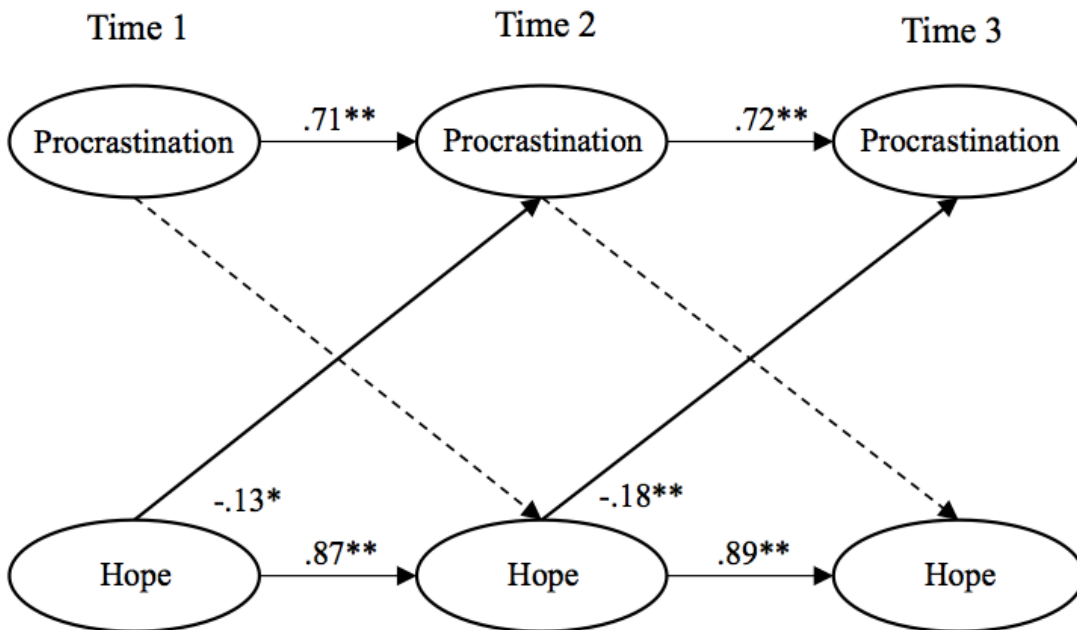 Time 1
Time 2
Time 3
Procrastination
.71**
Procrastination
.72**
Procrastination
-.13*
-.18**
Hope
.87**
Hope
.89**
Hope